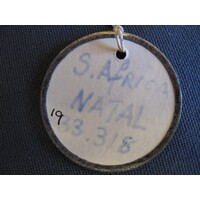 S. AFRICA
NATAL
19 33.318